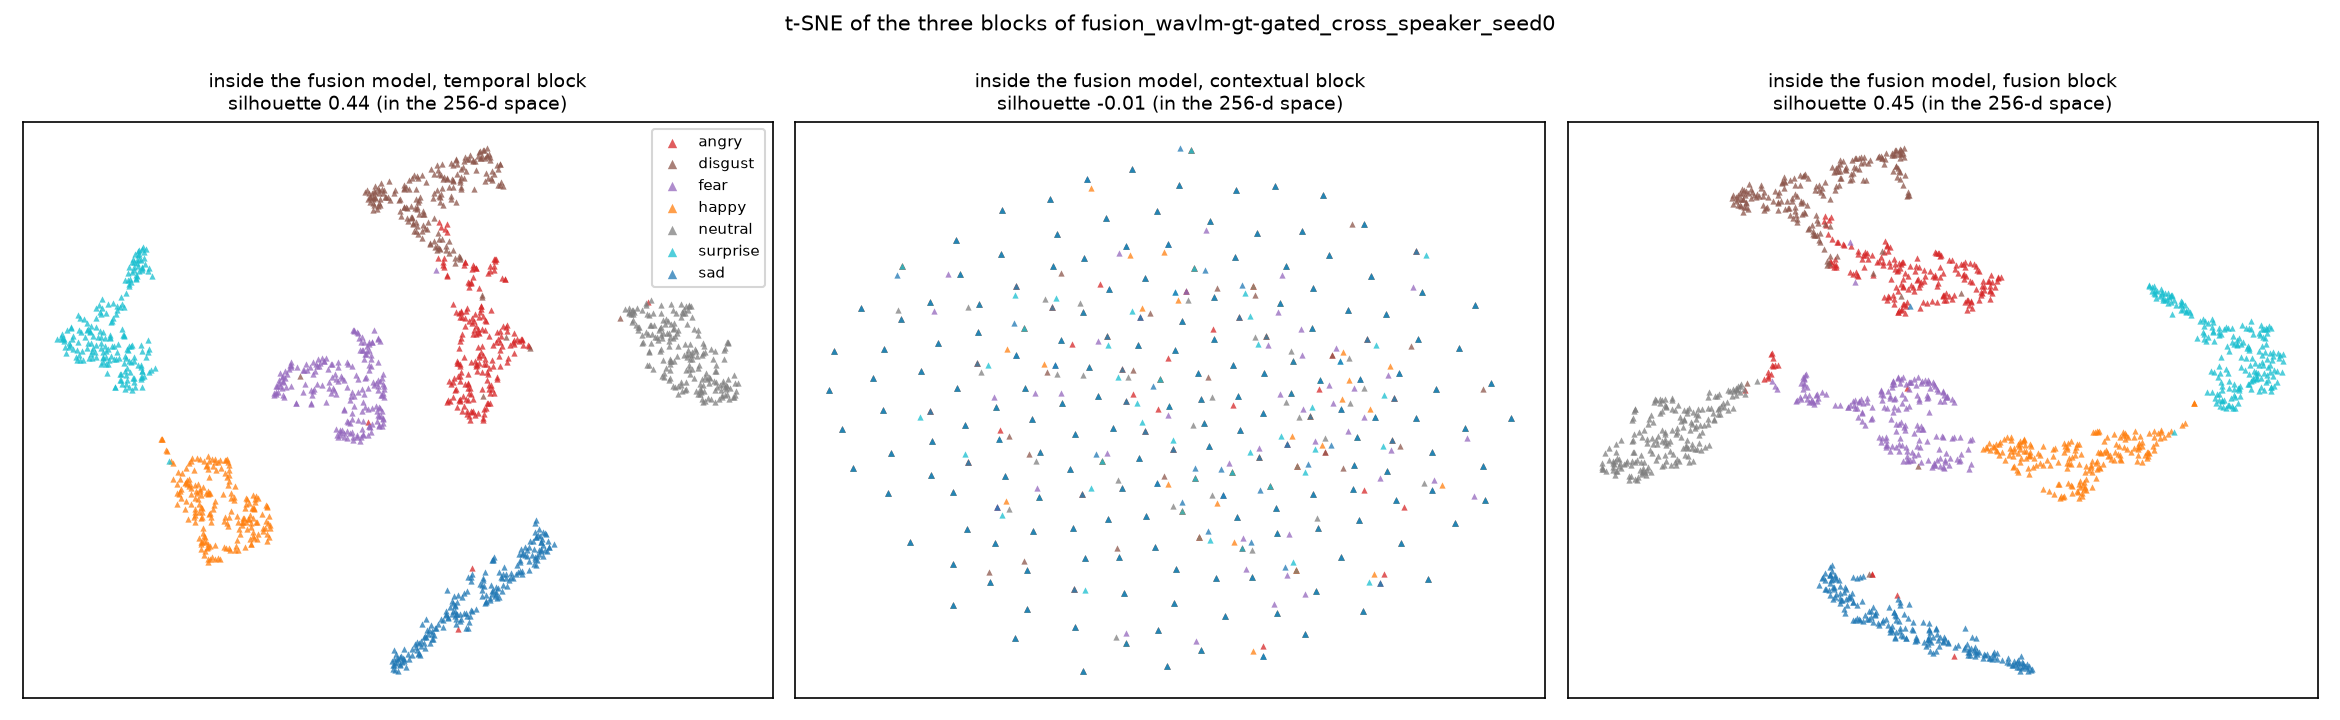 t-SNE of the three blocks of fusion_wavlm-gt-gated_cross_speaker_seed0
inside the fusion model, temporal block
silhouette 0.44 (in the 256-d space)
angry
disgust
fear
happy
neutral
surprise
sad
inside the fusion model, contextual block
silhouette -0.01 (in the 256-d space)
inside the fusion model, fusion block
silhouette 0.45 (in the 256-d space)